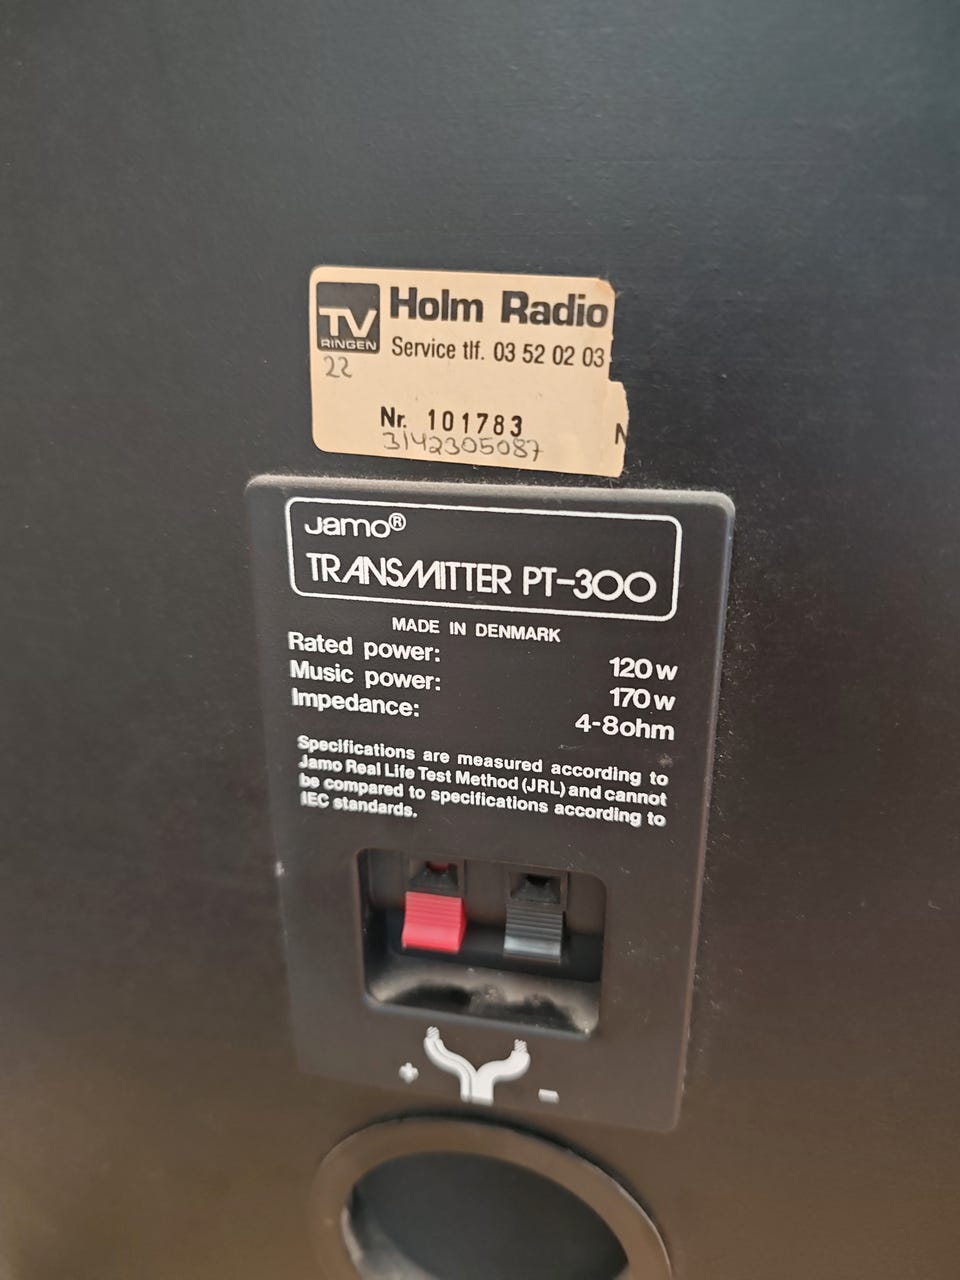 TV
RINGEN
Holm Radio
Service tlf. 03 52 02 03
22
Nr. 101783
3142305087
N
Jamo®
TRANSMITTER PT-300
MADE IN DENMARK
Rated power: 120w
Music power: 170w
Impedance: 4-8ohm
Specifications are measured according to
Jamo Real Life Test Method (JRL) and cannot
be compared to specifications according to
IEC standards.
+ -